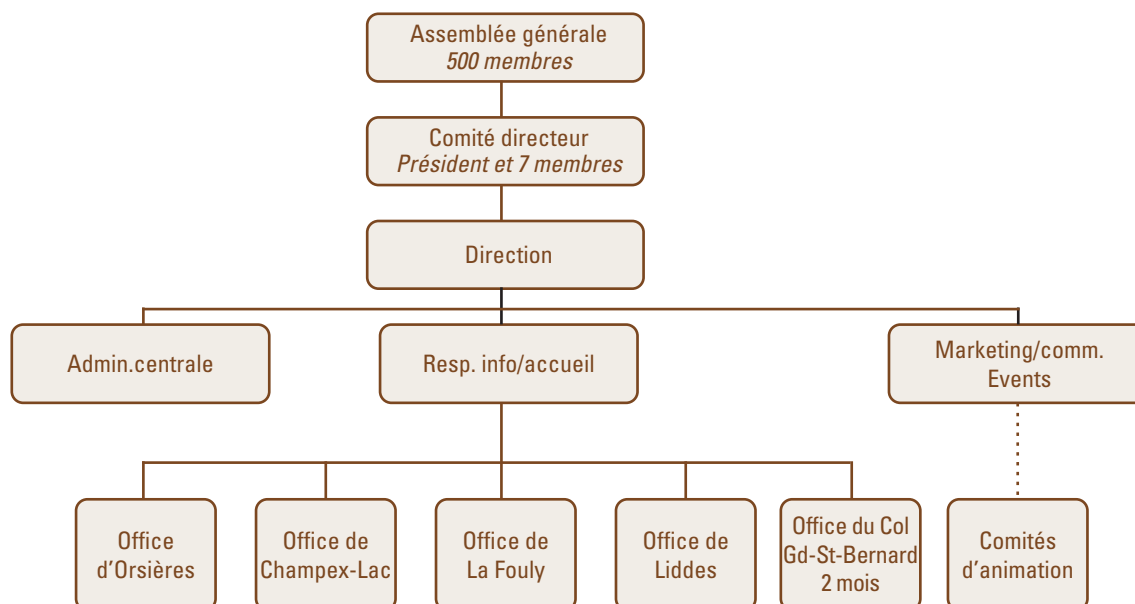 Assemblée générale
500 membres
Comité directeur
Président et 7 membres
Direction
Admin.centrale
Resp. info/accueil
Marketing/comm.
Events
Office
d'Orsières
Office de
Champex-Lac
Office de
La Fouly
Office de
Liddes
Office du Col
Gd-St-Bernard
2 mois
Comités
d'animation